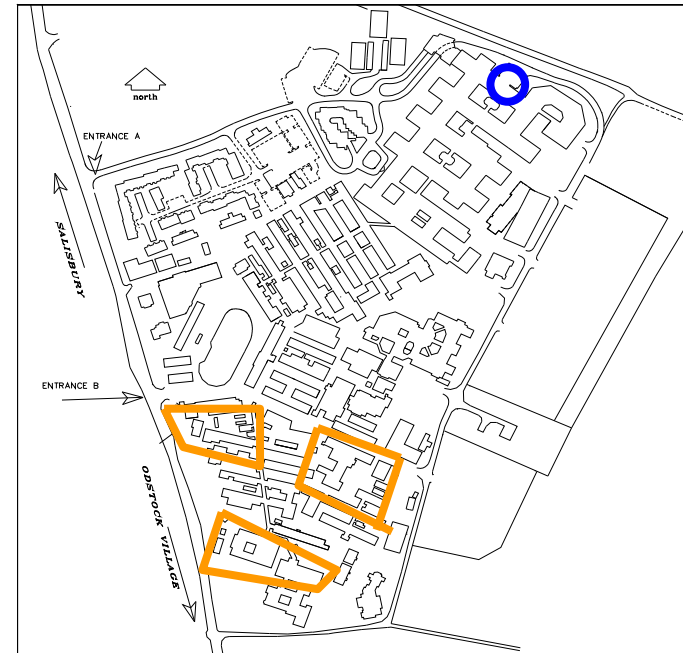 north
ENTRANCE A
SALISBURY
ENTRANCE B
ODSTOCK VILLAGE